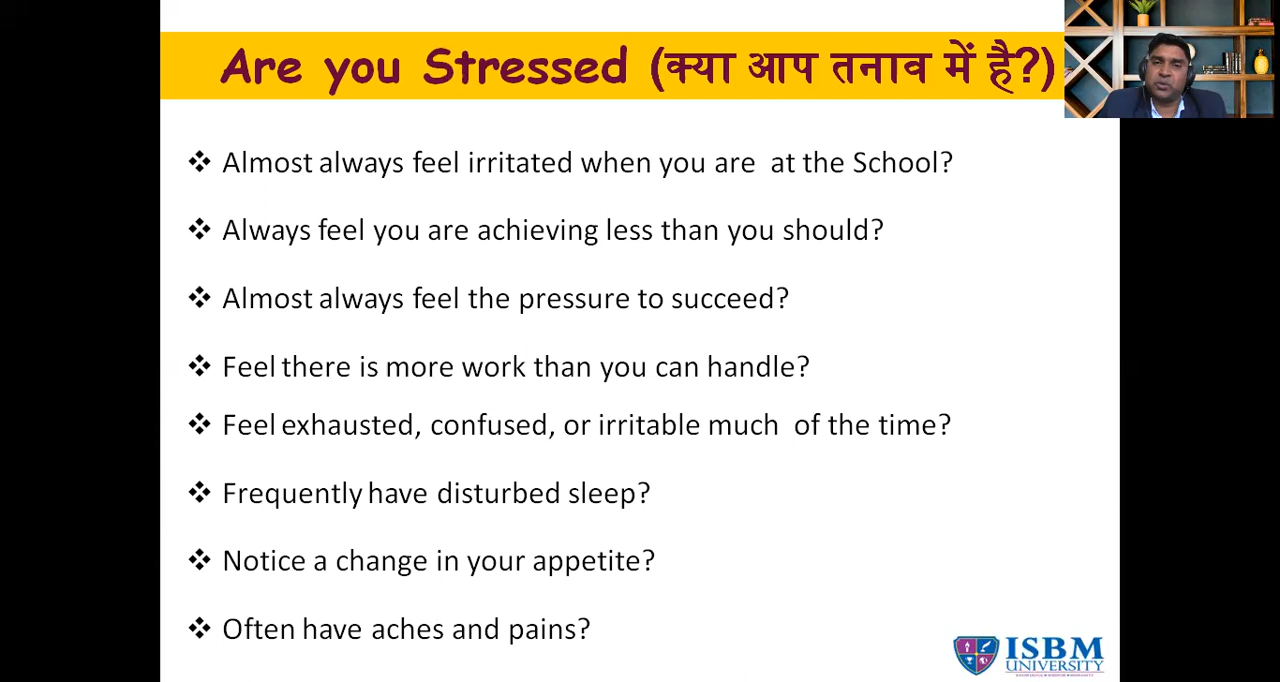 Are you Stressed (क्या आप तनाव में है?)
❖ Almost always feel irritated when you are at the School?
❖ Always feel you are achieving less than you should?
❖ Almost always feel the pressure to succeed?
❖ Feel there is more work than you can handle?
❖ Feel exhausted, confused, or irritable much of the time?
❖ Frequently have disturbed sleep?
❖ Notice a change in your appetite?
❖ Often have aches and pains?
ISBM
UNIVERSITY